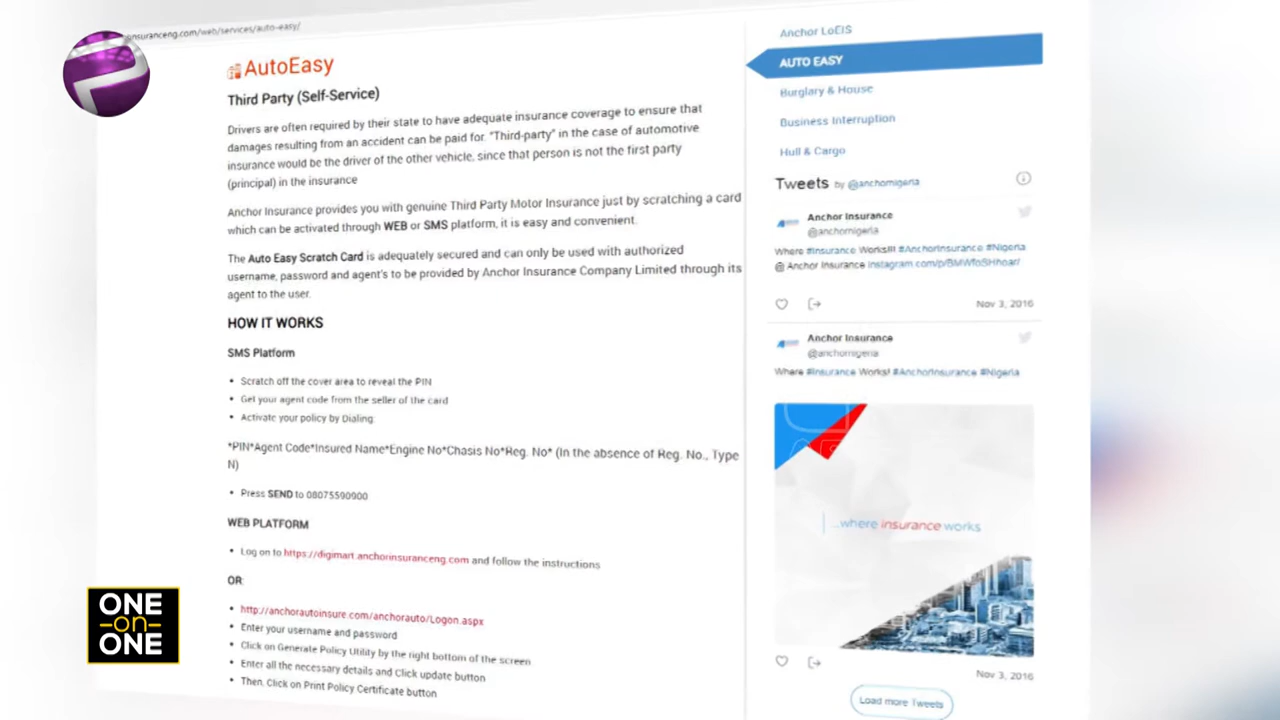 insuranceng.com/web/services/auto-easy/
AutoEasy
Third Party (Self-Service)
Drivers are often required by their state to have adequate insurance coverage to ensure that
damages resulting from an accident can be paid for. "Third-party" in the case of automotive
insurance would be the driver of the other vehicle, since that person is not the first party
(principal) in the insurance
Anchor Insurance provides you with genuine Third Party Motor Insurance just by scratching a card
which can be activated through WEB or SMS platform, it is easy and convenient.
The Auto Easy Scratch Card is adequately secured and can only be used with authorized
username, password and agent's to be provided by Anchor Insurance Company Limited through its
agent to the user.
HOW IT WORKS
SMS Platform
• Scratch off the cover area to reveal the PIN
• Get your agent code from the seller of the card
• Activate your policy by Dialing:
*PIN*Agent Code*Insured Name*Engine No*Chasis No*Reg. No* (In the absence of Reg. No., Type
N)
• Press SEND to 08075590900
WEB PLATFORM
• Log on to https://digimart.anchorinsuranceng.com and follow the instructions
OR:
• http://anchorautoinsure.com/anchorauto/Logon.aspx
• Enter your username and password
• Click on Generate Policy Utility by the right bottom of the screen
• Enter all the necessary details and Click update button
• Then, Click on Print Policy Certificate button
Anchor LoEIS
AUTO EASY
Burglary & House
Business Interruption
Hull & Cargo
Tweets by @anchornigeria
Anchor Insurance
@anchornigeria
Where #Insurance Works!!! #AnchorInsurance #Nigeria
@ Anchor Insurance instagram.com/p/BMWfoSHhoar/
Nov 3, 2016
Anchor Insurance
@anchornigeria
Where #Insurance Works! #AnchorInsurance #Nigeria
...where insurance works
Nov 3, 2016
Load more Tweets
ONE
on
ONE